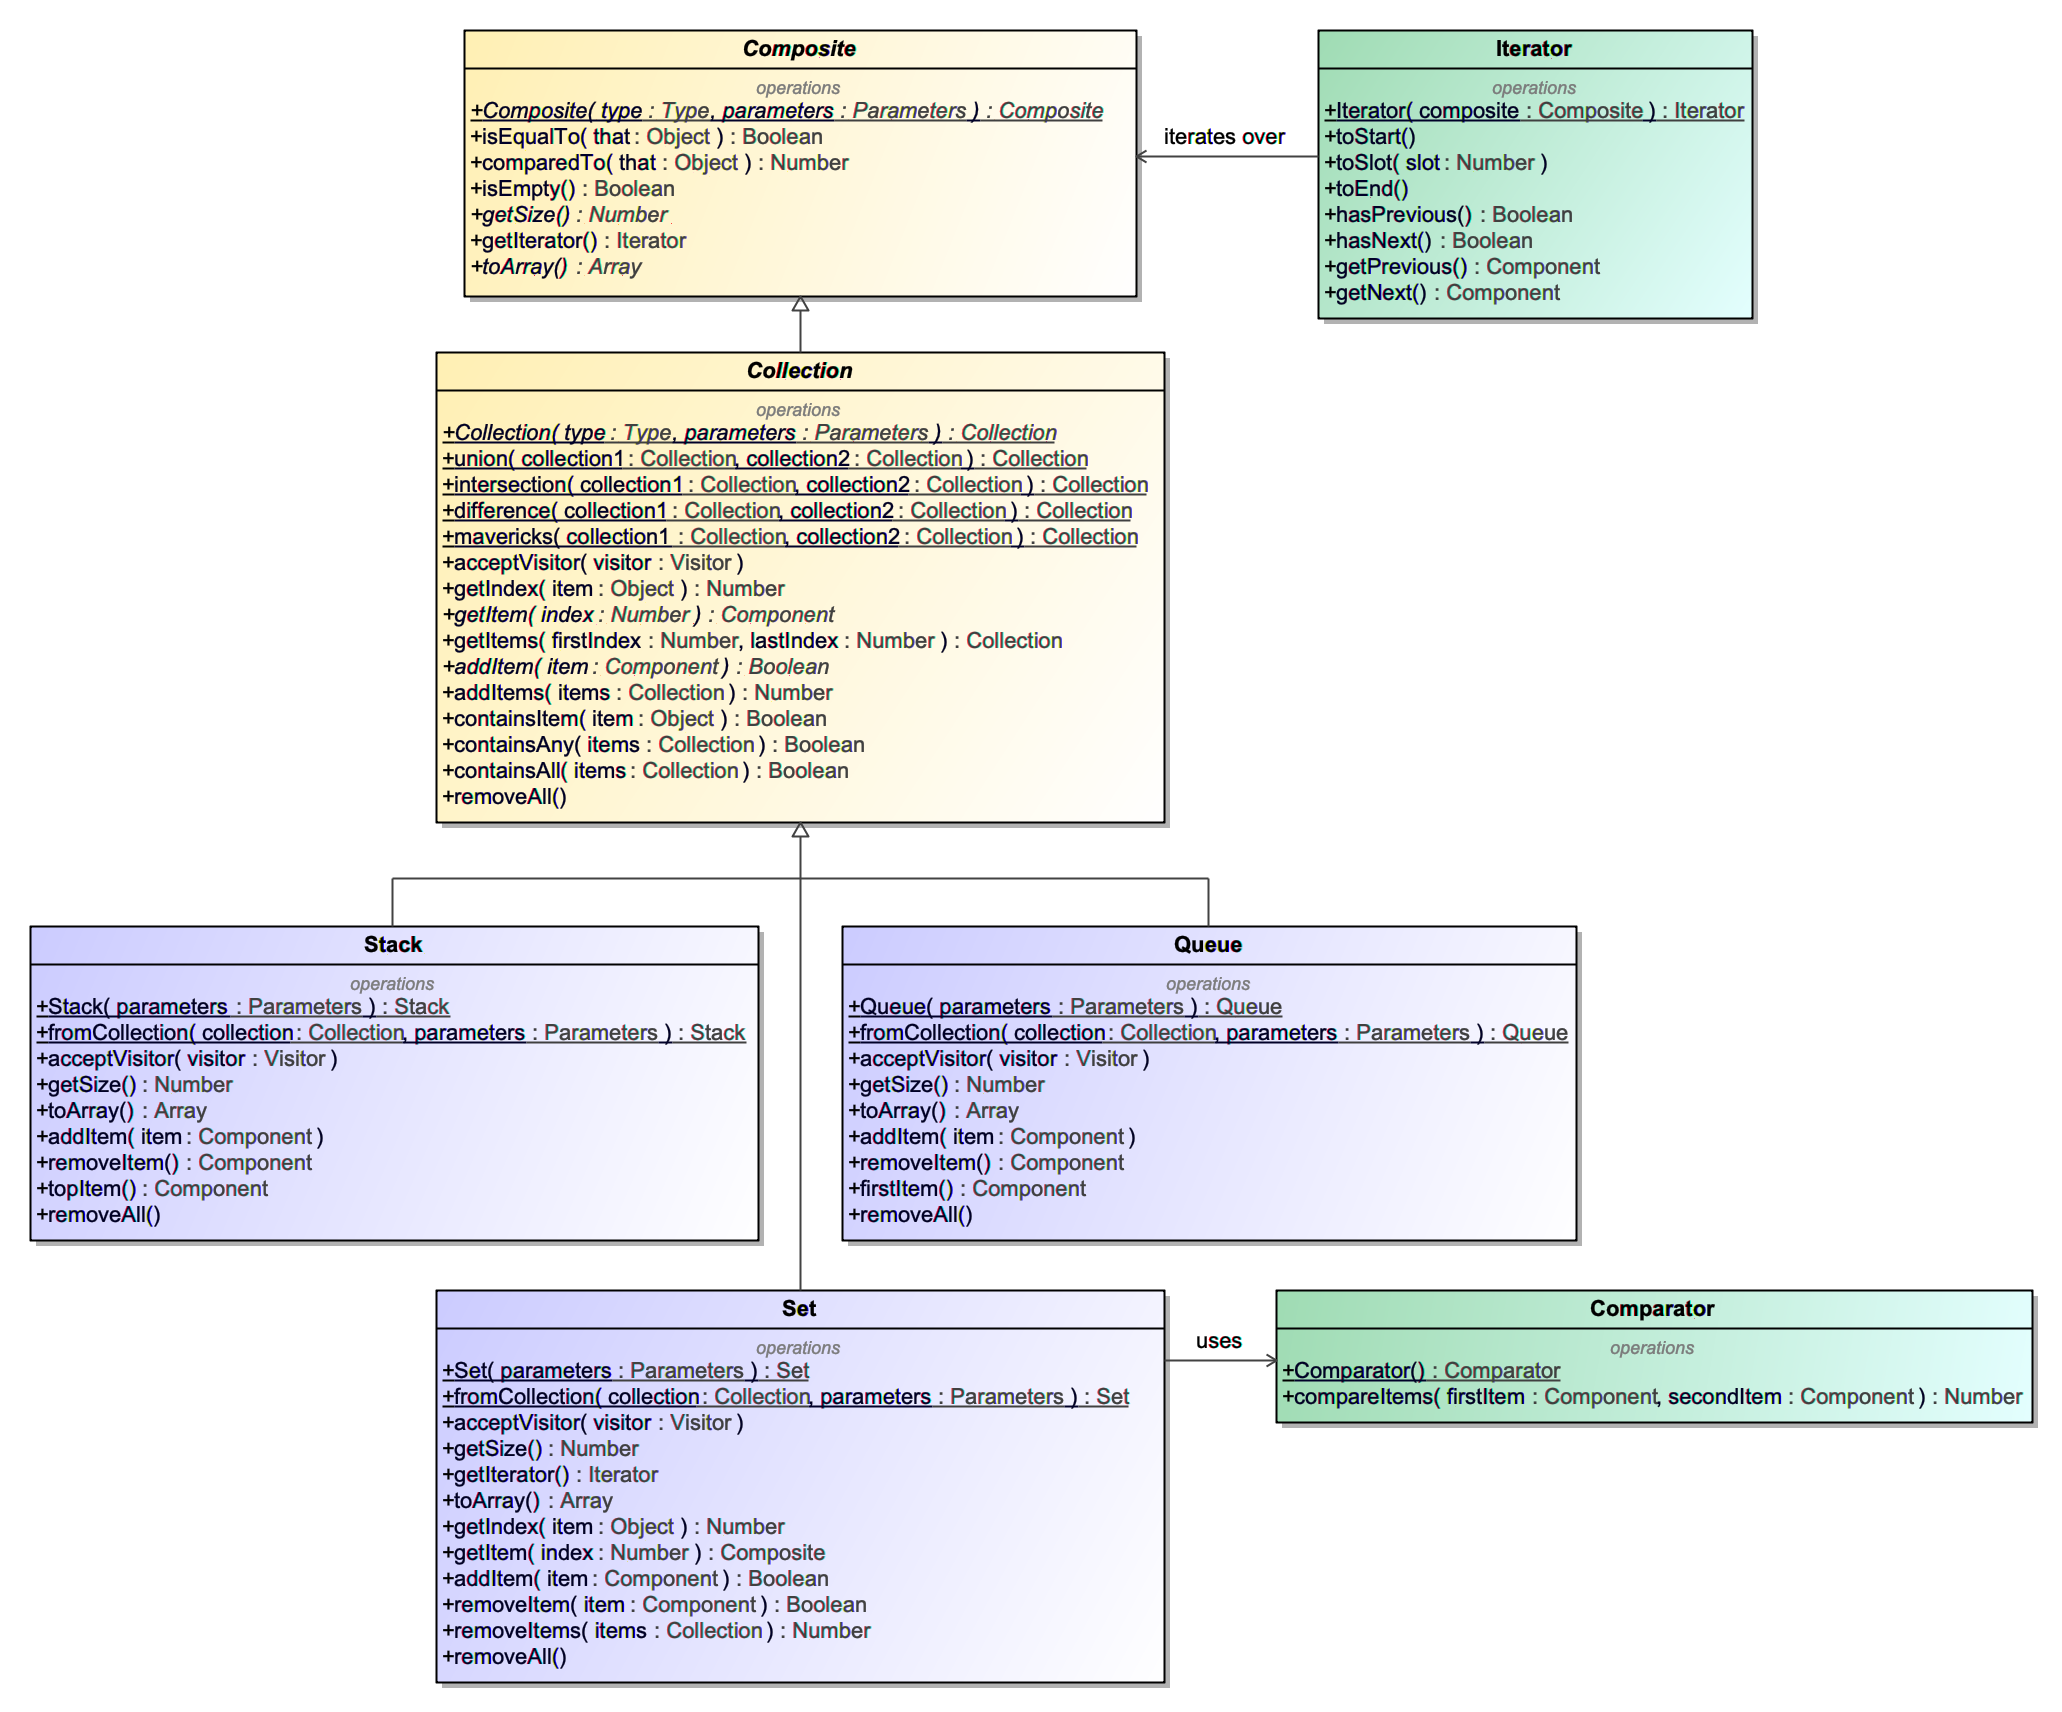 Composite
operations
+Composite( type : Type, parameters : Parameters ) : Composite
+isEqualTo( that : Object ) : Boolean
+comparedTo( that : Object ) : Number
+isEmpty() : Boolean
+getSize() : Number
+getIterator() : Iterator
+toArray() : Array
iterates over
Iterator
operations
+Iterator( composite : Composite ) : Iterator
+toStart()
+toSlot( slot : Number )
+toEnd()
+hasPrevious() : Boolean
+hasNext() : Boolean
+getPrevious() : Component
+getNext() : Component
Collection
operations
+Collection( type : Type, parameters : Parameters ) : Collection
+union( collection1 : Collection, collection2 : Collection ) : Collection
+intersection( collection1 : Collection, collection2 : Collection ) : Collection
+difference( collection1 : Collection, collection2 : Collection ) : Collection
+mavericks( collection1 : Collection, collection2 : Collection ) : Collection
+acceptVisitor( visitor : Visitor )
+getIndex( item : Object ) : Number
+getItem( index : Number ) : Component
+getItems( firstIndex : Number, lastIndex : Number ) : Collection
+addItem( item : Component ) : Boolean
+addItems( items : Collection ) : Number
+containsItem( item : Object ) : Boolean
+containsAny( items : Collection ) : Boolean
+containsAll( items : Collection ) : Boolean
+removeAll()
Stack
operations
+Stack( parameters : Parameters ) : Stack
+fromCollection( collection : Collection, parameters : Parameters ) : Stack
+acceptVisitor( visitor : Visitor )
+getSize() : Number
+toArray() : Array
+addItem( item : Component )
+removeItem() : Component
+topItem() : Component
+removeAll()
Queue
operations
+Queue( parameters : Parameters ) : Queue
+fromCollection( collection : Collection, parameters : Parameters ) : Queue
+acceptVisitor( visitor : Visitor )
+getSize() : Number
+toArray() : Array
+addItem( item : Component )
+removeItem() : Component
+firstItem() : Component
+removeAll()
Set
operations
+Set( parameters : Parameters ) : Set
+fromCollection( collection : Collection, parameters : Parameters ) : Set
+acceptVisitor( visitor : Visitor )
+getSize() : Number
+getIterator() : Iterator
+toArray() : Array
+getIndex( item : Object ) : Number
+getItem( index : Number ) : Composite
+addItem( item : Component ) : Boolean
+removeItem( item : Component ) : Boolean
+removeItems( items : Collection ) : Number
+removeAll()
uses
Comparator
operations
+Comparator() : Comparator
+compareItems( firstItem : Component, secondItem : Component ) : Number